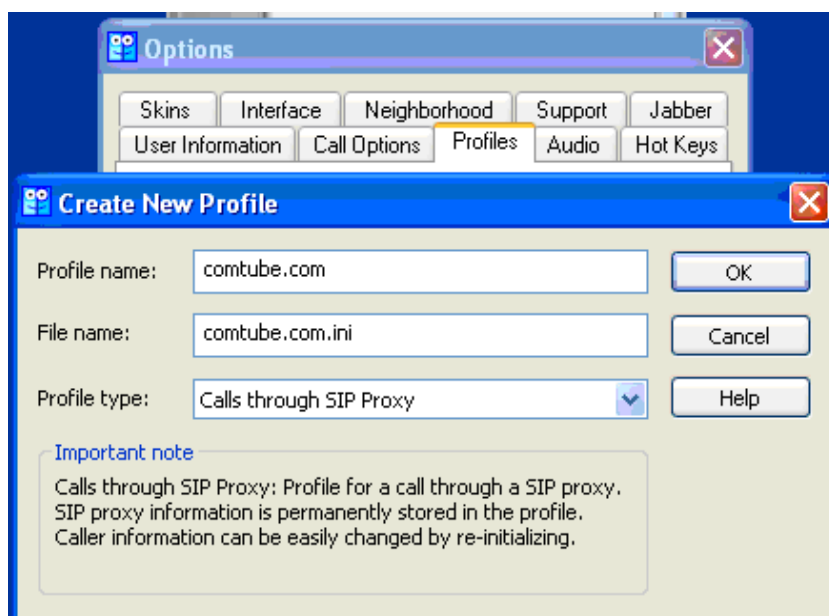 Options
Skins Interface Neighborhood Support Jabber
User Information Call Options Profiles Audio Hot Keys
Create New Profile
Profile name: comtube.com OK
File name: comtube.com.ini Cancel
Profile type: Calls through SIP Proxy Help
Important note
Calls through SIP Proxy: Profile for a call through a SIP proxy.
SIP proxy information is permanently stored in the profile.
Caller information can be easily changed by re-initializing.